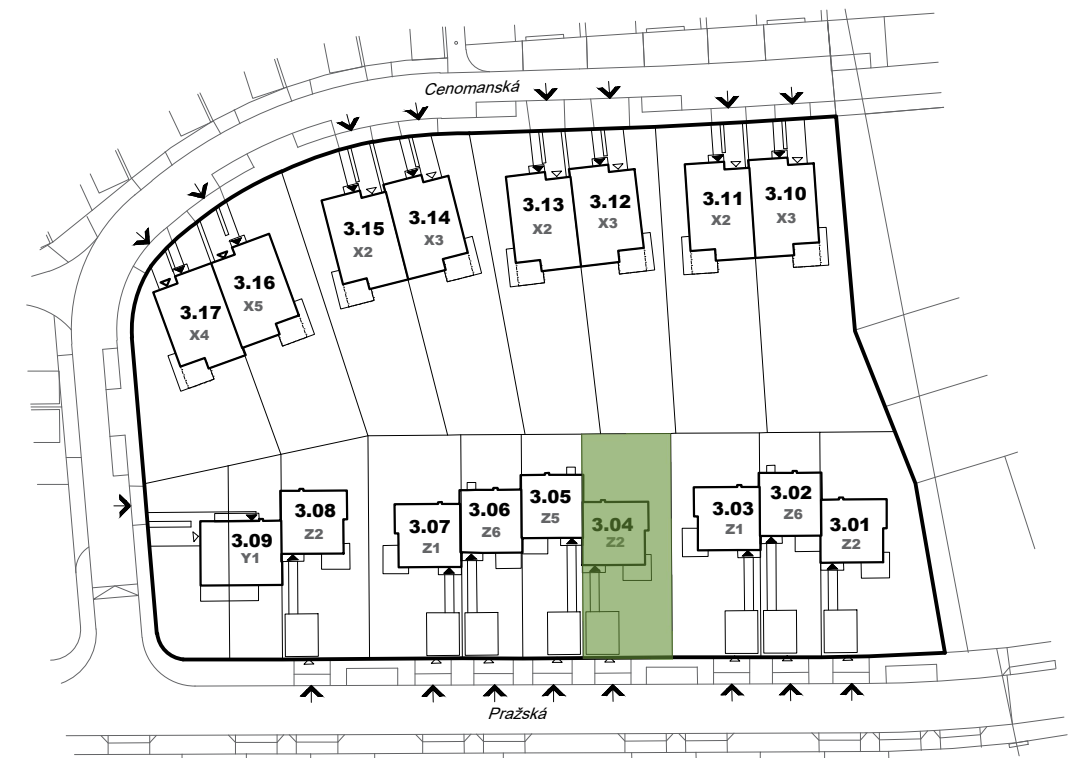 Cenomanská
3.17
X4
3.16
X5
3.15
X2
3.14
X3
3.13
X2
3.12
X3
3.11
X2
3.10
X3
3.09
Y1
3.08
Z2
3.07
Z1
3.06
Z6
3.05
Z5
3.04
Z2
3.03
Z1
3.02
Z6
3.01
Z2
Pražská